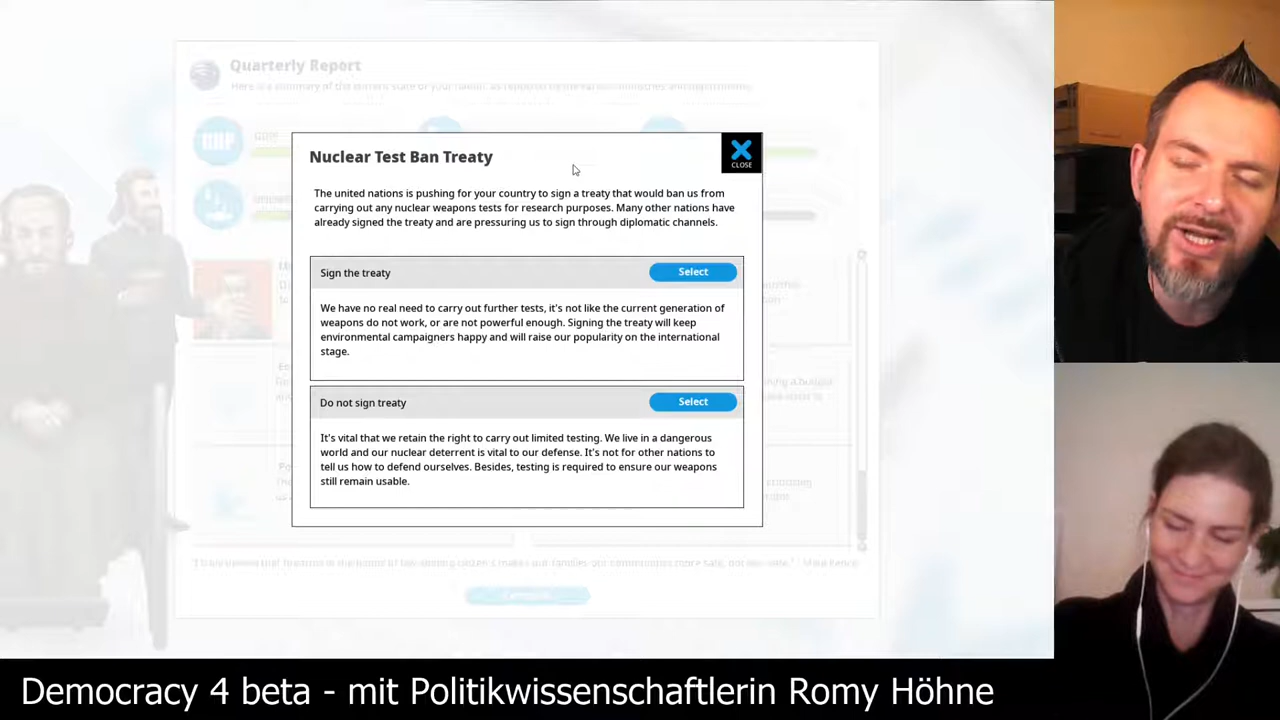 Quarterly Report
Nuclear Test Ban Treaty
CLOSE
The united nations is pushing for your country to sign a treaty that would ban us from
carrying out any nuclear weapons tests for research purposes. Many other nations have
already signed the treaty and are pressuring us to sign through diplomatic channels.
Sign the treaty
Select
We have no real need to carry out further tests, it's not like the current generation of
weapons do not work, or are not powerful enough. Signing the treaty will keep
environmental campaigners happy and will raise our popularity on the international
stage.
Do not sign treaty
Select
It's vital that we retain the right to carry out limited testing. We live in a dangerous
world and our nuclear deterrent is vital to our defense. It's not for other nations to
tell us how to defend ourselves. Besides, testing is required to ensure our weapons
still remain usable.
Democracy 4 beta - mit Politikwissenschaftlerin Romy Höhne